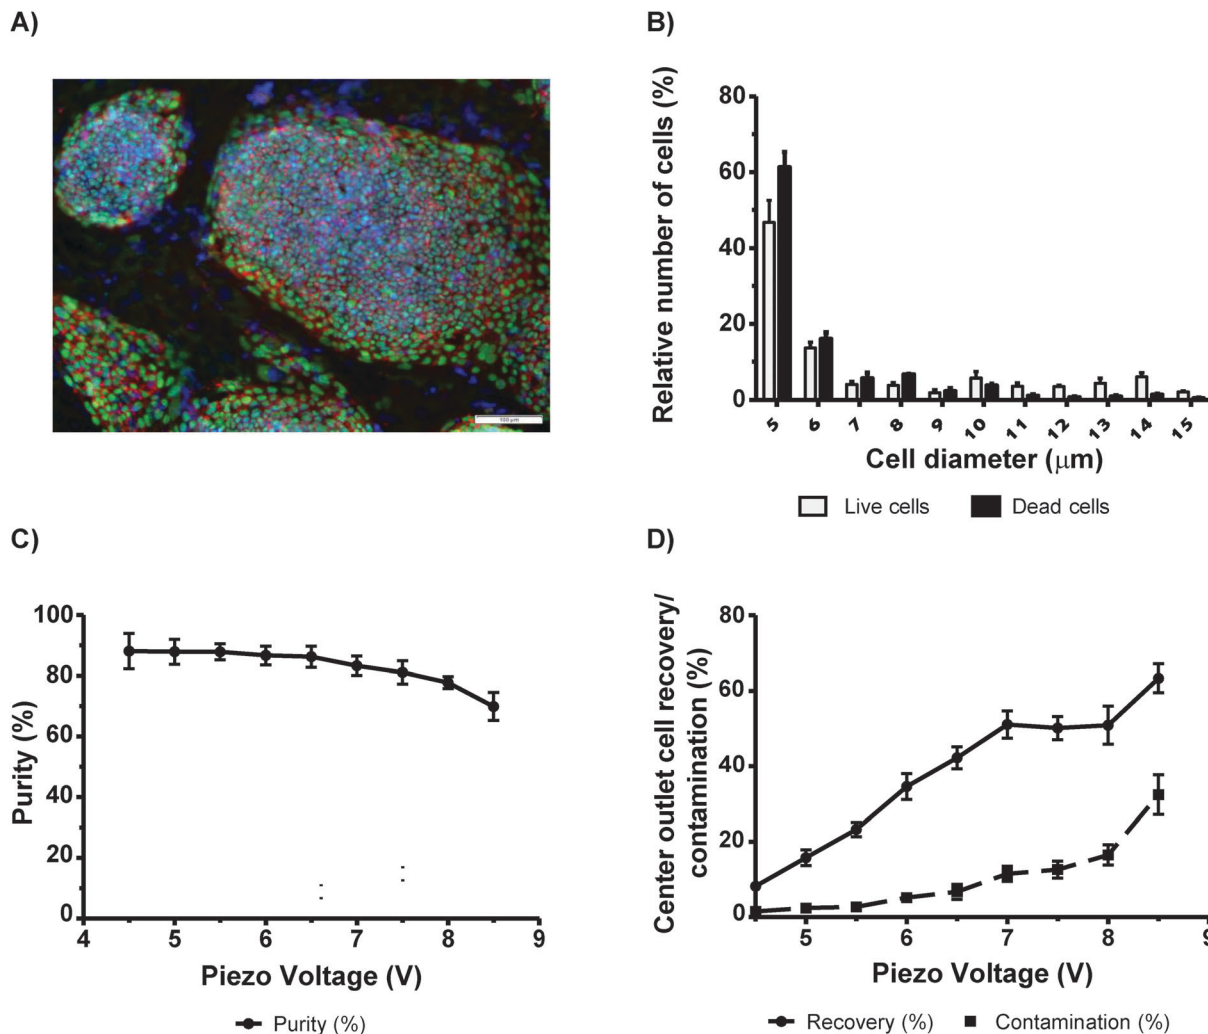 A)
100 µm
B)
Relative number of cells (%)
80
60
40
20
0
5 6 7 8 9 10 11 12 13 14 15
Cell diameter (µm)
Live cells Dead cells
C)
Purity (%)
100
80
60
40
20
0
4 5 6 7 8 9
Piezo Voltage (V)
Purity (%)
D)
Center outlet cell recovery/
contamination (%)
80
60
40
20
0
5 6 7 8 9
Piezo Voltage (V)
Recovery (%) Contamination (%)